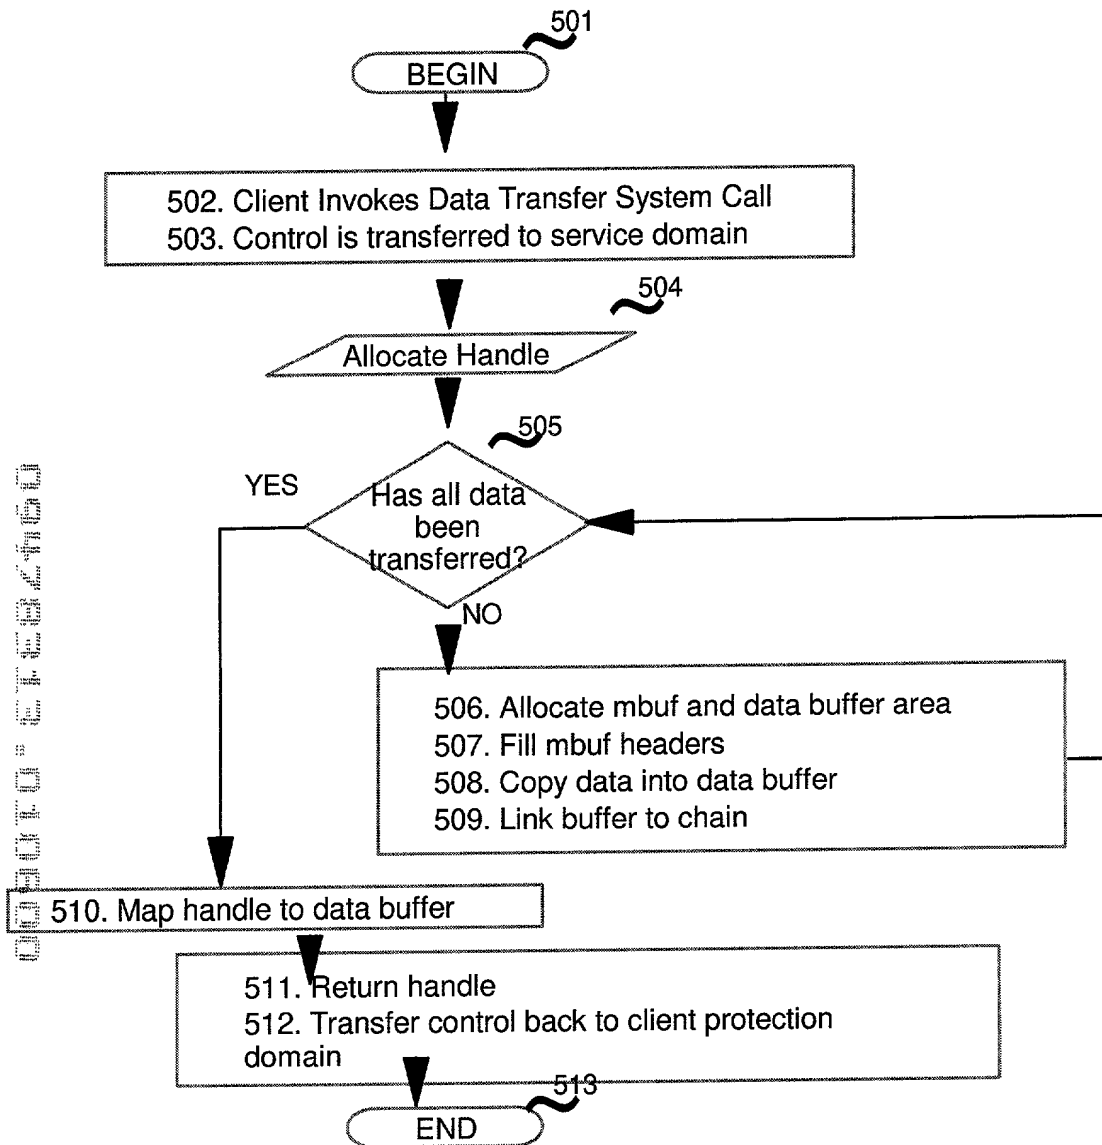 501
BEGIN
502. Client Invokes Data Transfer System Call
503. Control is transferred to service domain
504
Allocate Handle
505
YES
Has all data
been
transferred?
NO
506. Allocate mbuf and data buffer area
507. Fill mbuf headers
508. Copy data into data buffer
509. Link buffer to chain
510. Map handle to data buffer
511. Return handle
512. Transfer control back to client protection
domain
513
END